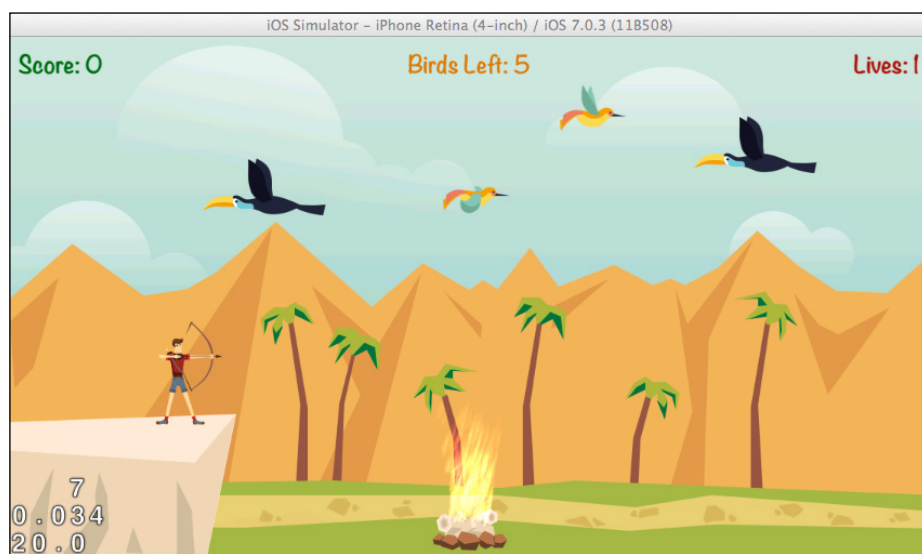 iOS Simulator – iPhone Retina (4-inch) / iOS 7.0.3 (11B508)
Score: 0
Birds Left: 5
Lives: 1
7
0.034
20.0